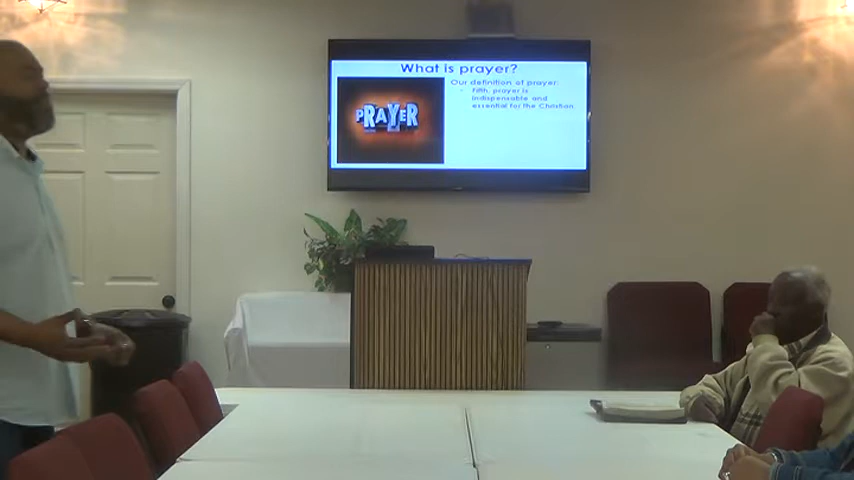 What is prayer?
Our definition of prayer:
- Fifth, prayer is
indispensable and
essential for the Christian.
PRAYER